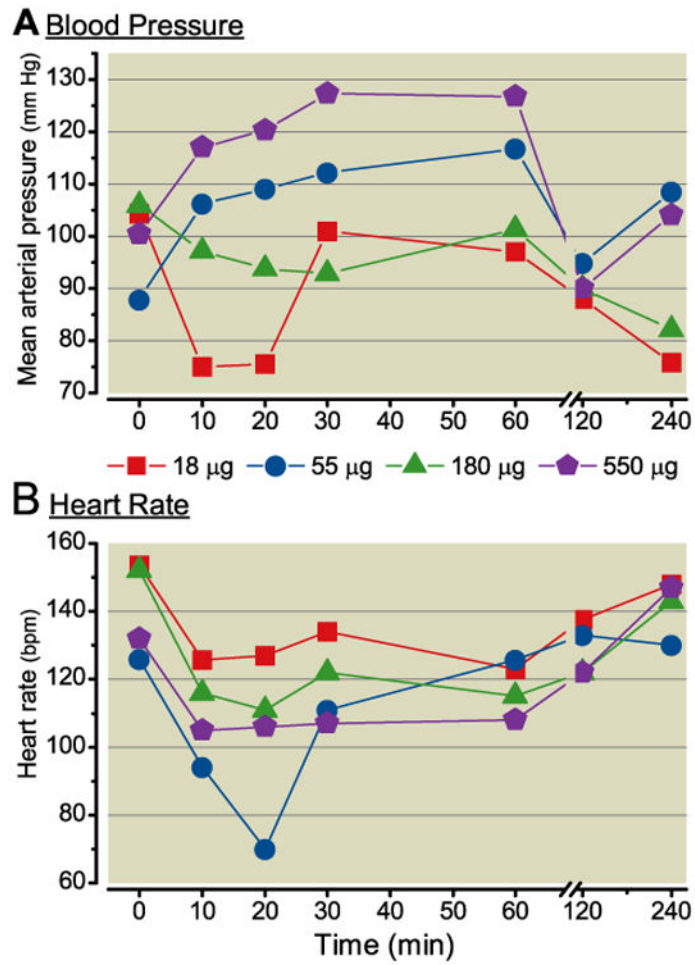 A Blood Pressure
Mean arterial pressure (mm Hg)
130
120
110
100
90
80
70
0 10 20 30 40 50 60 120 240
18 µg 55 µg 180 µg 550 µg
B Heart Rate
Heart rate (bpm)
160
140
120
100
80
60
0 10 20 30 40 50 60 120 240
Time (min)